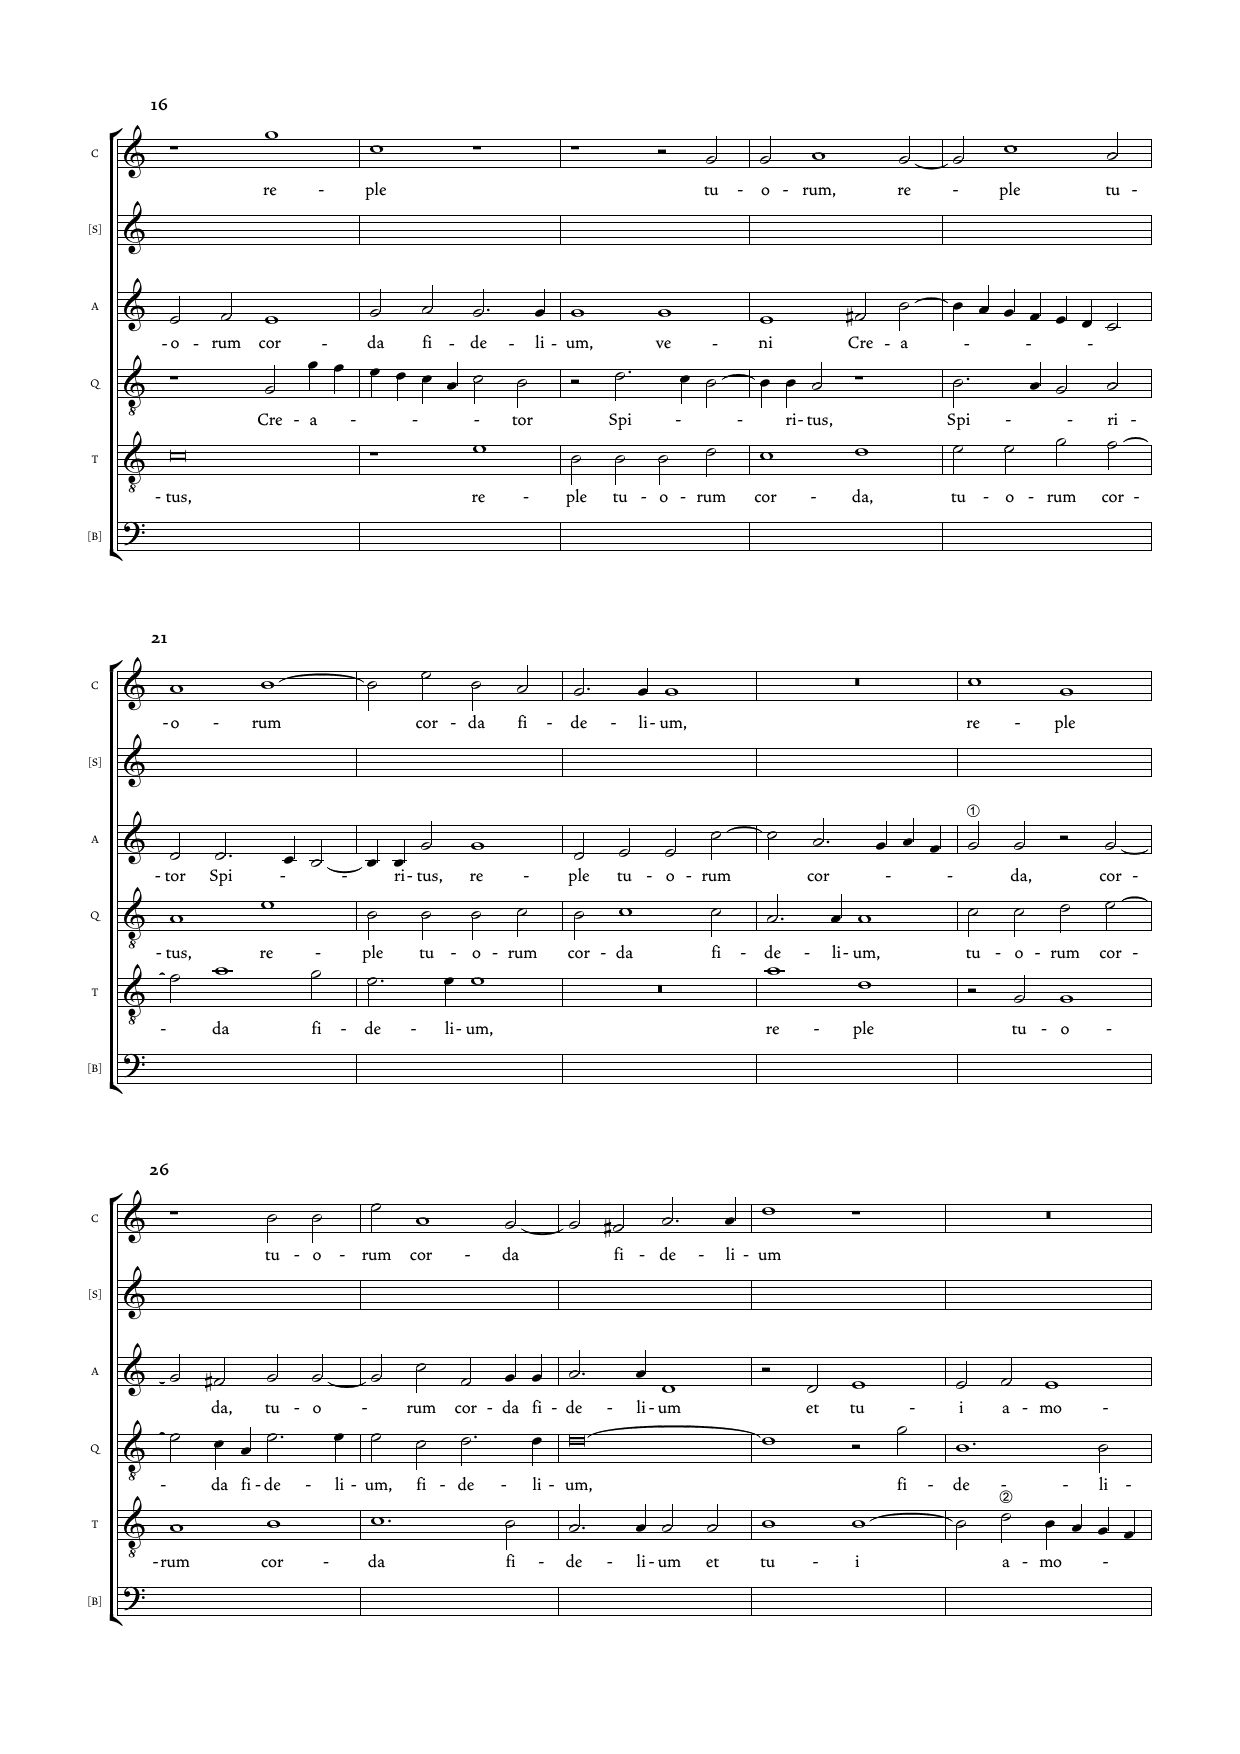 16
C
re - ple tu - o - rum, re - ple tu -
[S]
A
- o - rum cor - da fi - de - li - um, ve - ni Cre - a - - - -
Q
Cre - a - - - tor Spi - - ri - tus, Spi - - ri -
T
- tus, re - ple tu - o - rum cor - da, tu - o - rum cor -
[B]
21
C
- o - rum cor - da fi - de - li - um, re - ple
[S]
①
A
- tor Spi - - ri - tus, re - ple tu - o - rum cor - - da, cor -
Q
- tus, re - ple tu - o - rum cor - da fi - de - li - um, tu - o - rum cor -
T
- da fi - de - li - um, re - ple tu - o -
[B]
26
C
tu - o - rum cor - da fi - de - li - um
[S]
A
da, tu - o - rum cor - da fi - de - li - um et tu - i a - mo -
Q
- da fi - de - li - um, fi - de - li - um, fi - de - - li -
②
T
- rum cor - da fi - de - li - um et tu - i a - mo -
[B]